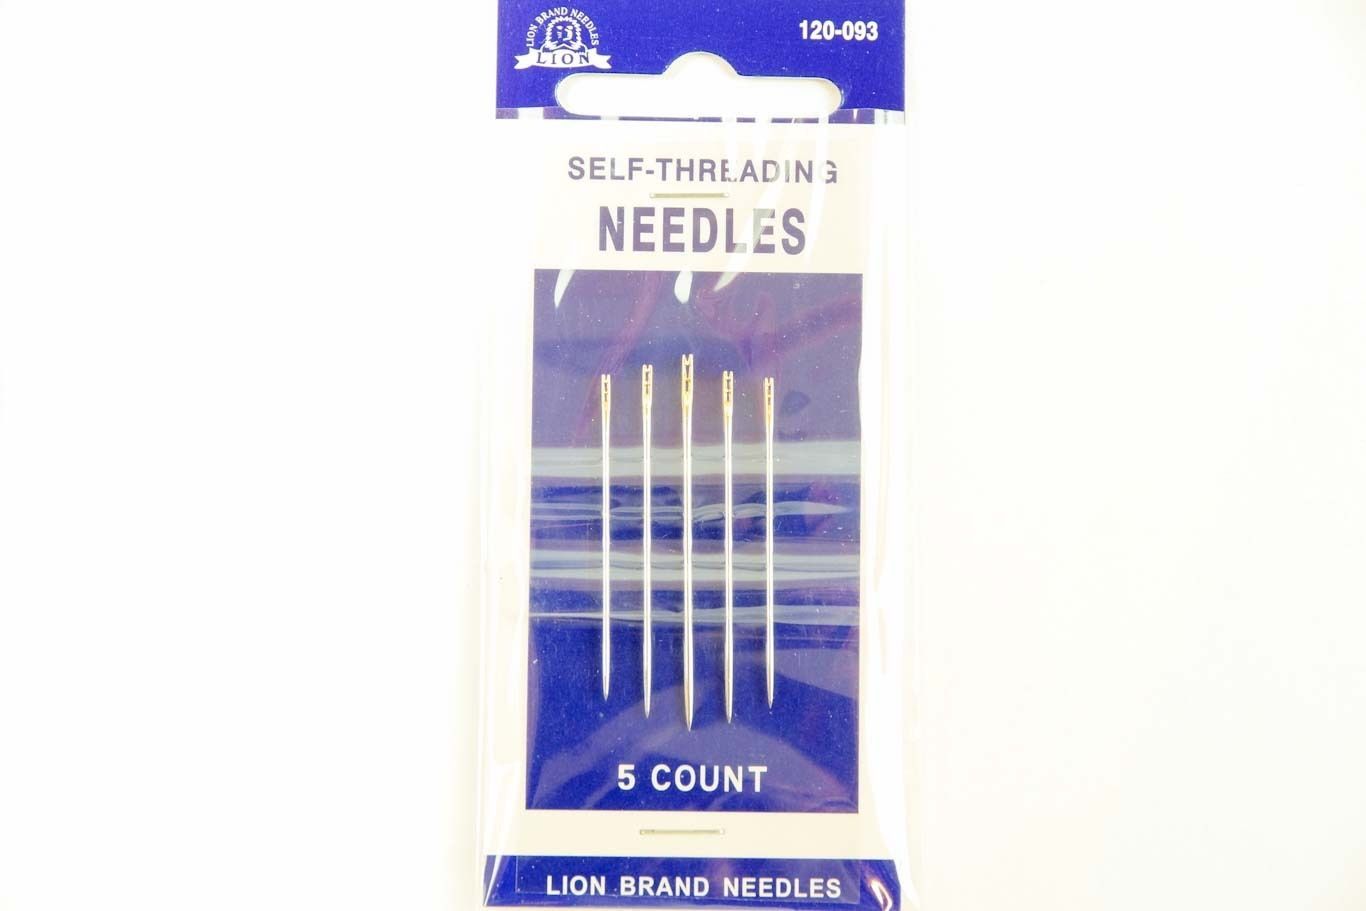 LION BRAND NEEDLES
LION
120-093
SELF-THREADING
NEEDLES
5 COUNT
LION BRAND NEEDLES